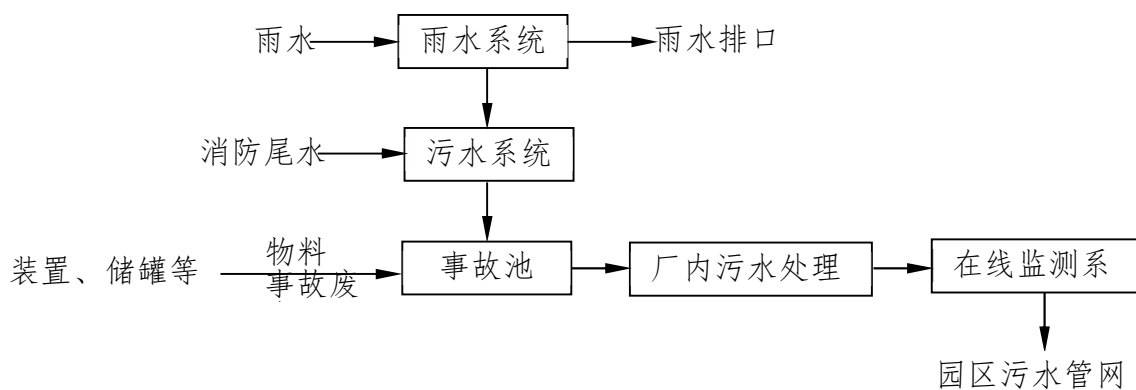 雨水
雨水系统
雨水排口
消防尾水
污水系统
装置、储罐等
物料
事故废
事故池
厂内污水处理
在线监测系
园区污水管网